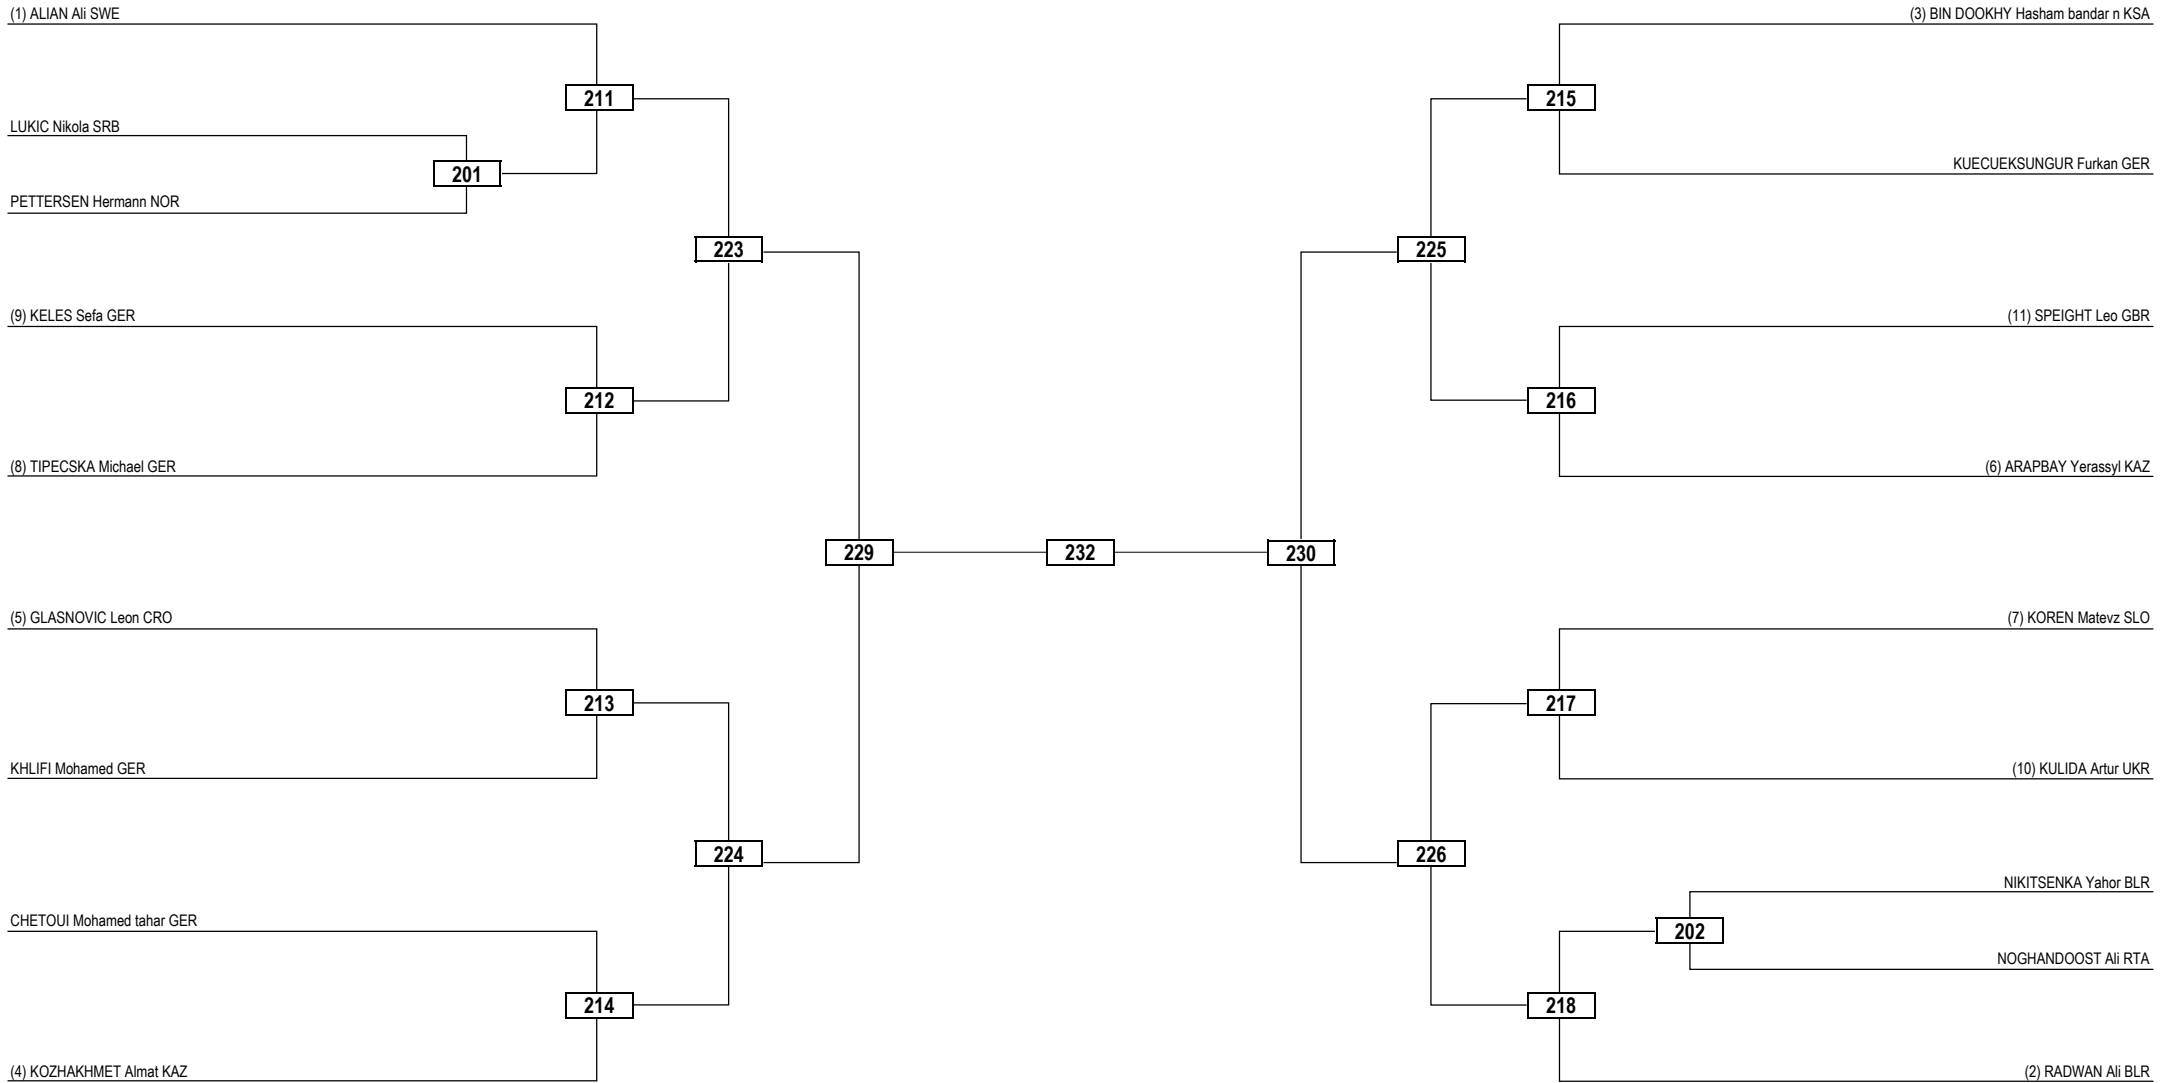 (1) ALIAN Ali SWE
(3) BIN DOOKHY Hasham bandar n KSA
211
215
LUKIC Nikola SRB
201
KUECUEKSUNGUR Furkan GER
PETTERSEN Hermann NOR
223
225
(9) KELES Sefa GER
(11) SPEIGHT Leo GBR
212
216
(8) TIPECSKA Michael GER
(6) ARAPBAY Yerassyl KAZ
229
232
230
(5) GLASNOVIC Leon CRO
(7) KOREN Matevz SLO
213
217
KHLIFI Mohamed GER
(10) KULIDA Artur UKR
224
226
NIKITSENKA Yahor BLR
CHETOUI Mohamed tahar GER
202
NOGHANDOOST Ali RTA
214
218
(4) KOZHAKHMET Almat KAZ
(2) RADWAN Ali BLR